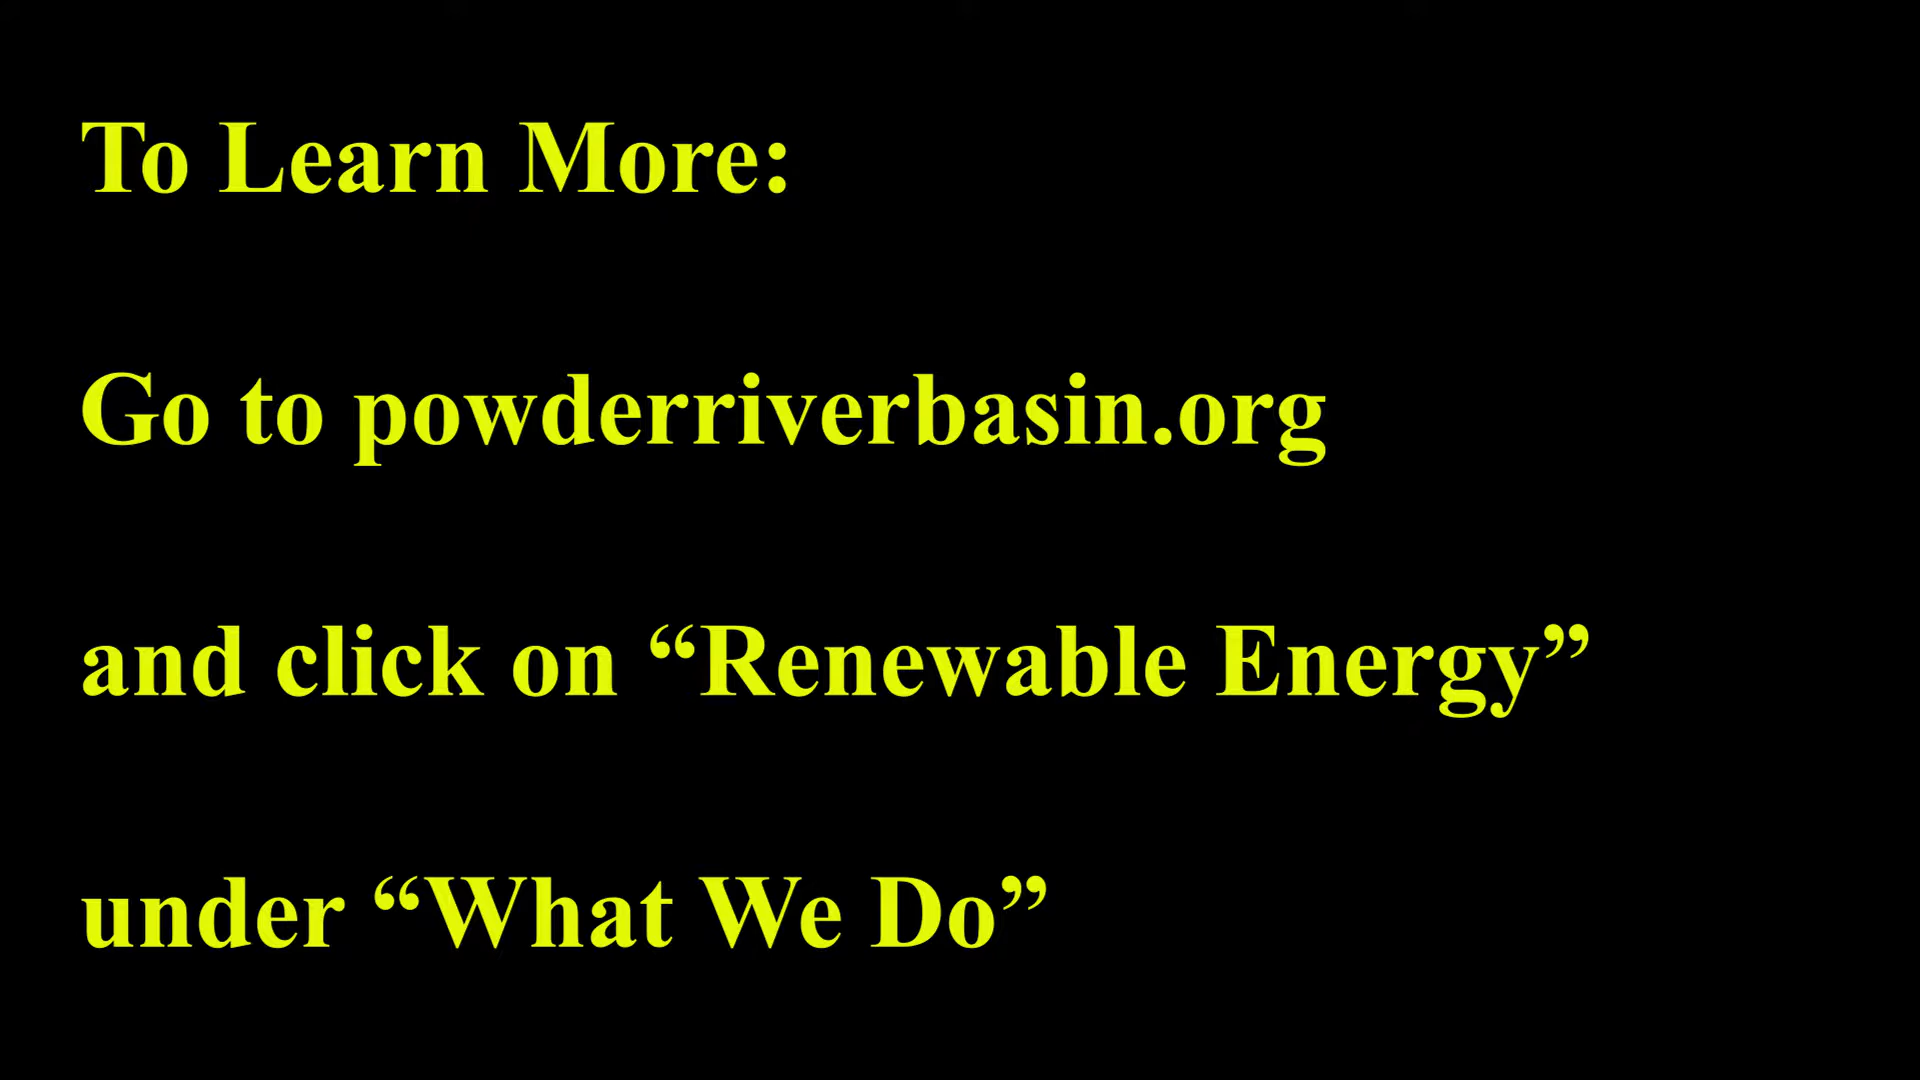 To Learn More:
Go to powderriverbasin.org
and click on “Renewable Energy”
under “What We Do”